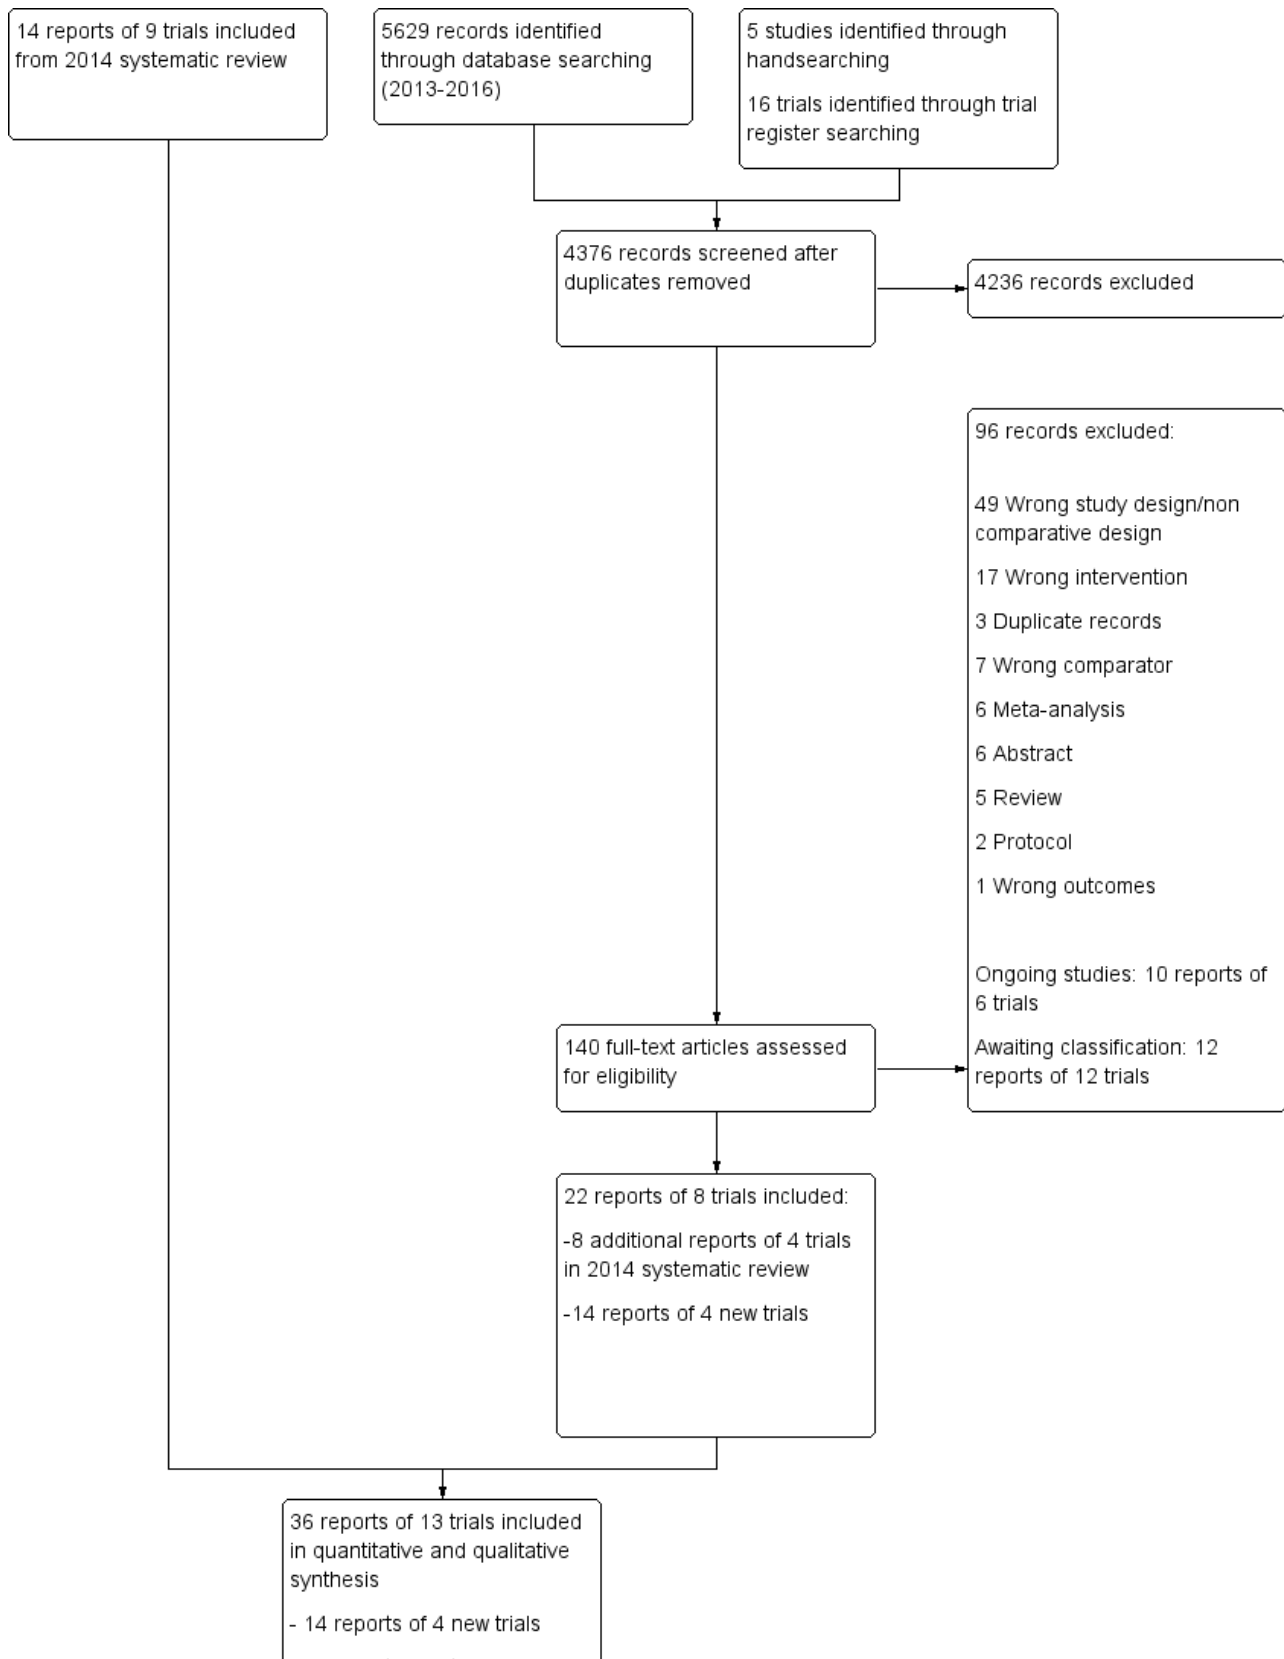 14 reports of 9 trials included
from 2014 systematic review
5629 records identified
through database searching
(2013-2016)
5 studies identified through
handsearching
16 trials identified through trial
register searching
4376 records screened after
duplicates removed
4236 records excluded
96 records excluded:
49 Wrong study design/non
comparative design
17 Wrong intervention
3 Duplicate records
7 Wrong comparator
6 Meta-analysis
6 Abstract
5 Review
2 Protocol
1 Wrong outcomes
Ongoing studies: 10 reports of
6 trials
Awaiting classification: 12
reports of 12 trials
140 full-text articles assessed
for eligibility
22 reports of 8 trials included:
-8 additional reports of 4 trials
in 2014 systematic review
-14 reports of 4 new trials
36 reports of 13 trials included
in quantitative and qualitative
synthesis
- 14 reports of 4 new trials